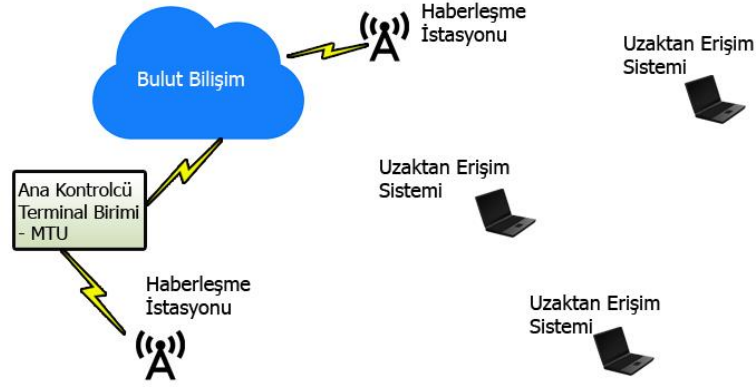 Haberleşme
İstasyonu
Uzaktan Erişim
Sistemi
Bulut Bilişim
Uzaktan Erişim
Sistemi
Ana Kontrolcü
Terminal Birimi
- MTU
Haberleşme
İstasyonu
Uzaktan Erişim
Sistemi